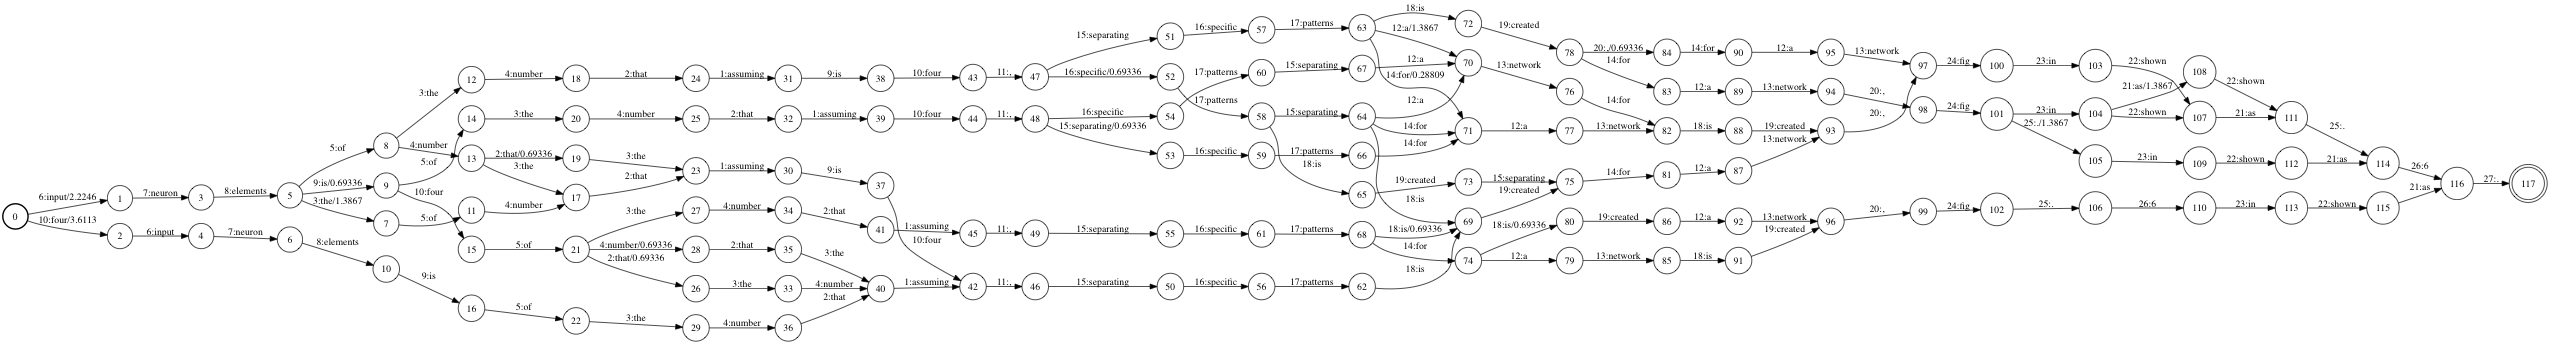 18:is
12:a/1.3867
19:created
15:separating
16:specific
17:patterns
14:for/0.28809
20:,/0.69336
14:for
12:a
13:network
24:fig
23:in
22:shown
3:the
4:number
2:that
1:assuming
9:is
10:four
11:,
16:specific/0.69336
17:patterns
15:separating
12:a
13:network
14:for
12:a
13:network
20:,
21:as/1.3867
22:shown
5:of
4:number
3:the
4:number
2:that
1:assuming
10:four
11:,
16:specific
15:separating/0.69336
17:patterns
15:separating
12:a
14:for
14:for
12:a
13:network
18:is
19:created
20:,
24:fig
23:in
25:./1.3867
22:shown
21:as
25:.
5:of
2:that/0.69336
3:the
3:the
2:that
1:assuming
9:is
16:specific
17:patterns
18:is
19:created
15:separating
14:for
12:a
13:network
23:in
22:shown
21:as
26:6
27:.
6:input/2.2246
7:neuron
8:elements
9:is/0.69336
3:the/1.3867
5:of
10:four
4:number
3:the
4:number
2:that
1:assuming
10:four
11:,
15:separating
16:specific
17:patterns
18:is
19:created
18:is/0.69336
14:for
18:is/0.69336
19:created
12:a
13:network
19:created
20:,
24:fig
25:.
26:6
23:in
22:shown
21:as
10:four/3.6113
6:input
7:neuron
8:elements
5:of
4:number/0.69336
2:that/0.69336
2:that
3:the
3:the
4:number
2:that
1:assuming
11:,
15:separating
16:specific
17:patterns
18:is
12:a
13:network
18:is
9:is
5:of
3:the
4:number
0 1 2 3 4 5 6 7 8 9 10 11 12 13 14 15 16 17 18 19 20 21 22 23 24 25 26 27 28 29 30 31 32 33 34 35 36 37 38 39 40 41 42 43 44 45 46 47 48 49 50 51 52 53 54 55 56 57 58 59 60 61 62 63 64 65 66 67 68 69 70 71 72 73 74 75 76 77 78 79 80 81 82 83 84 85 86 87 88 89 90 91 92 93 94 95 96 97 98 99 100 101 102 103 104 105 106 107 108 109 110 111 112 113 114 115 116 117